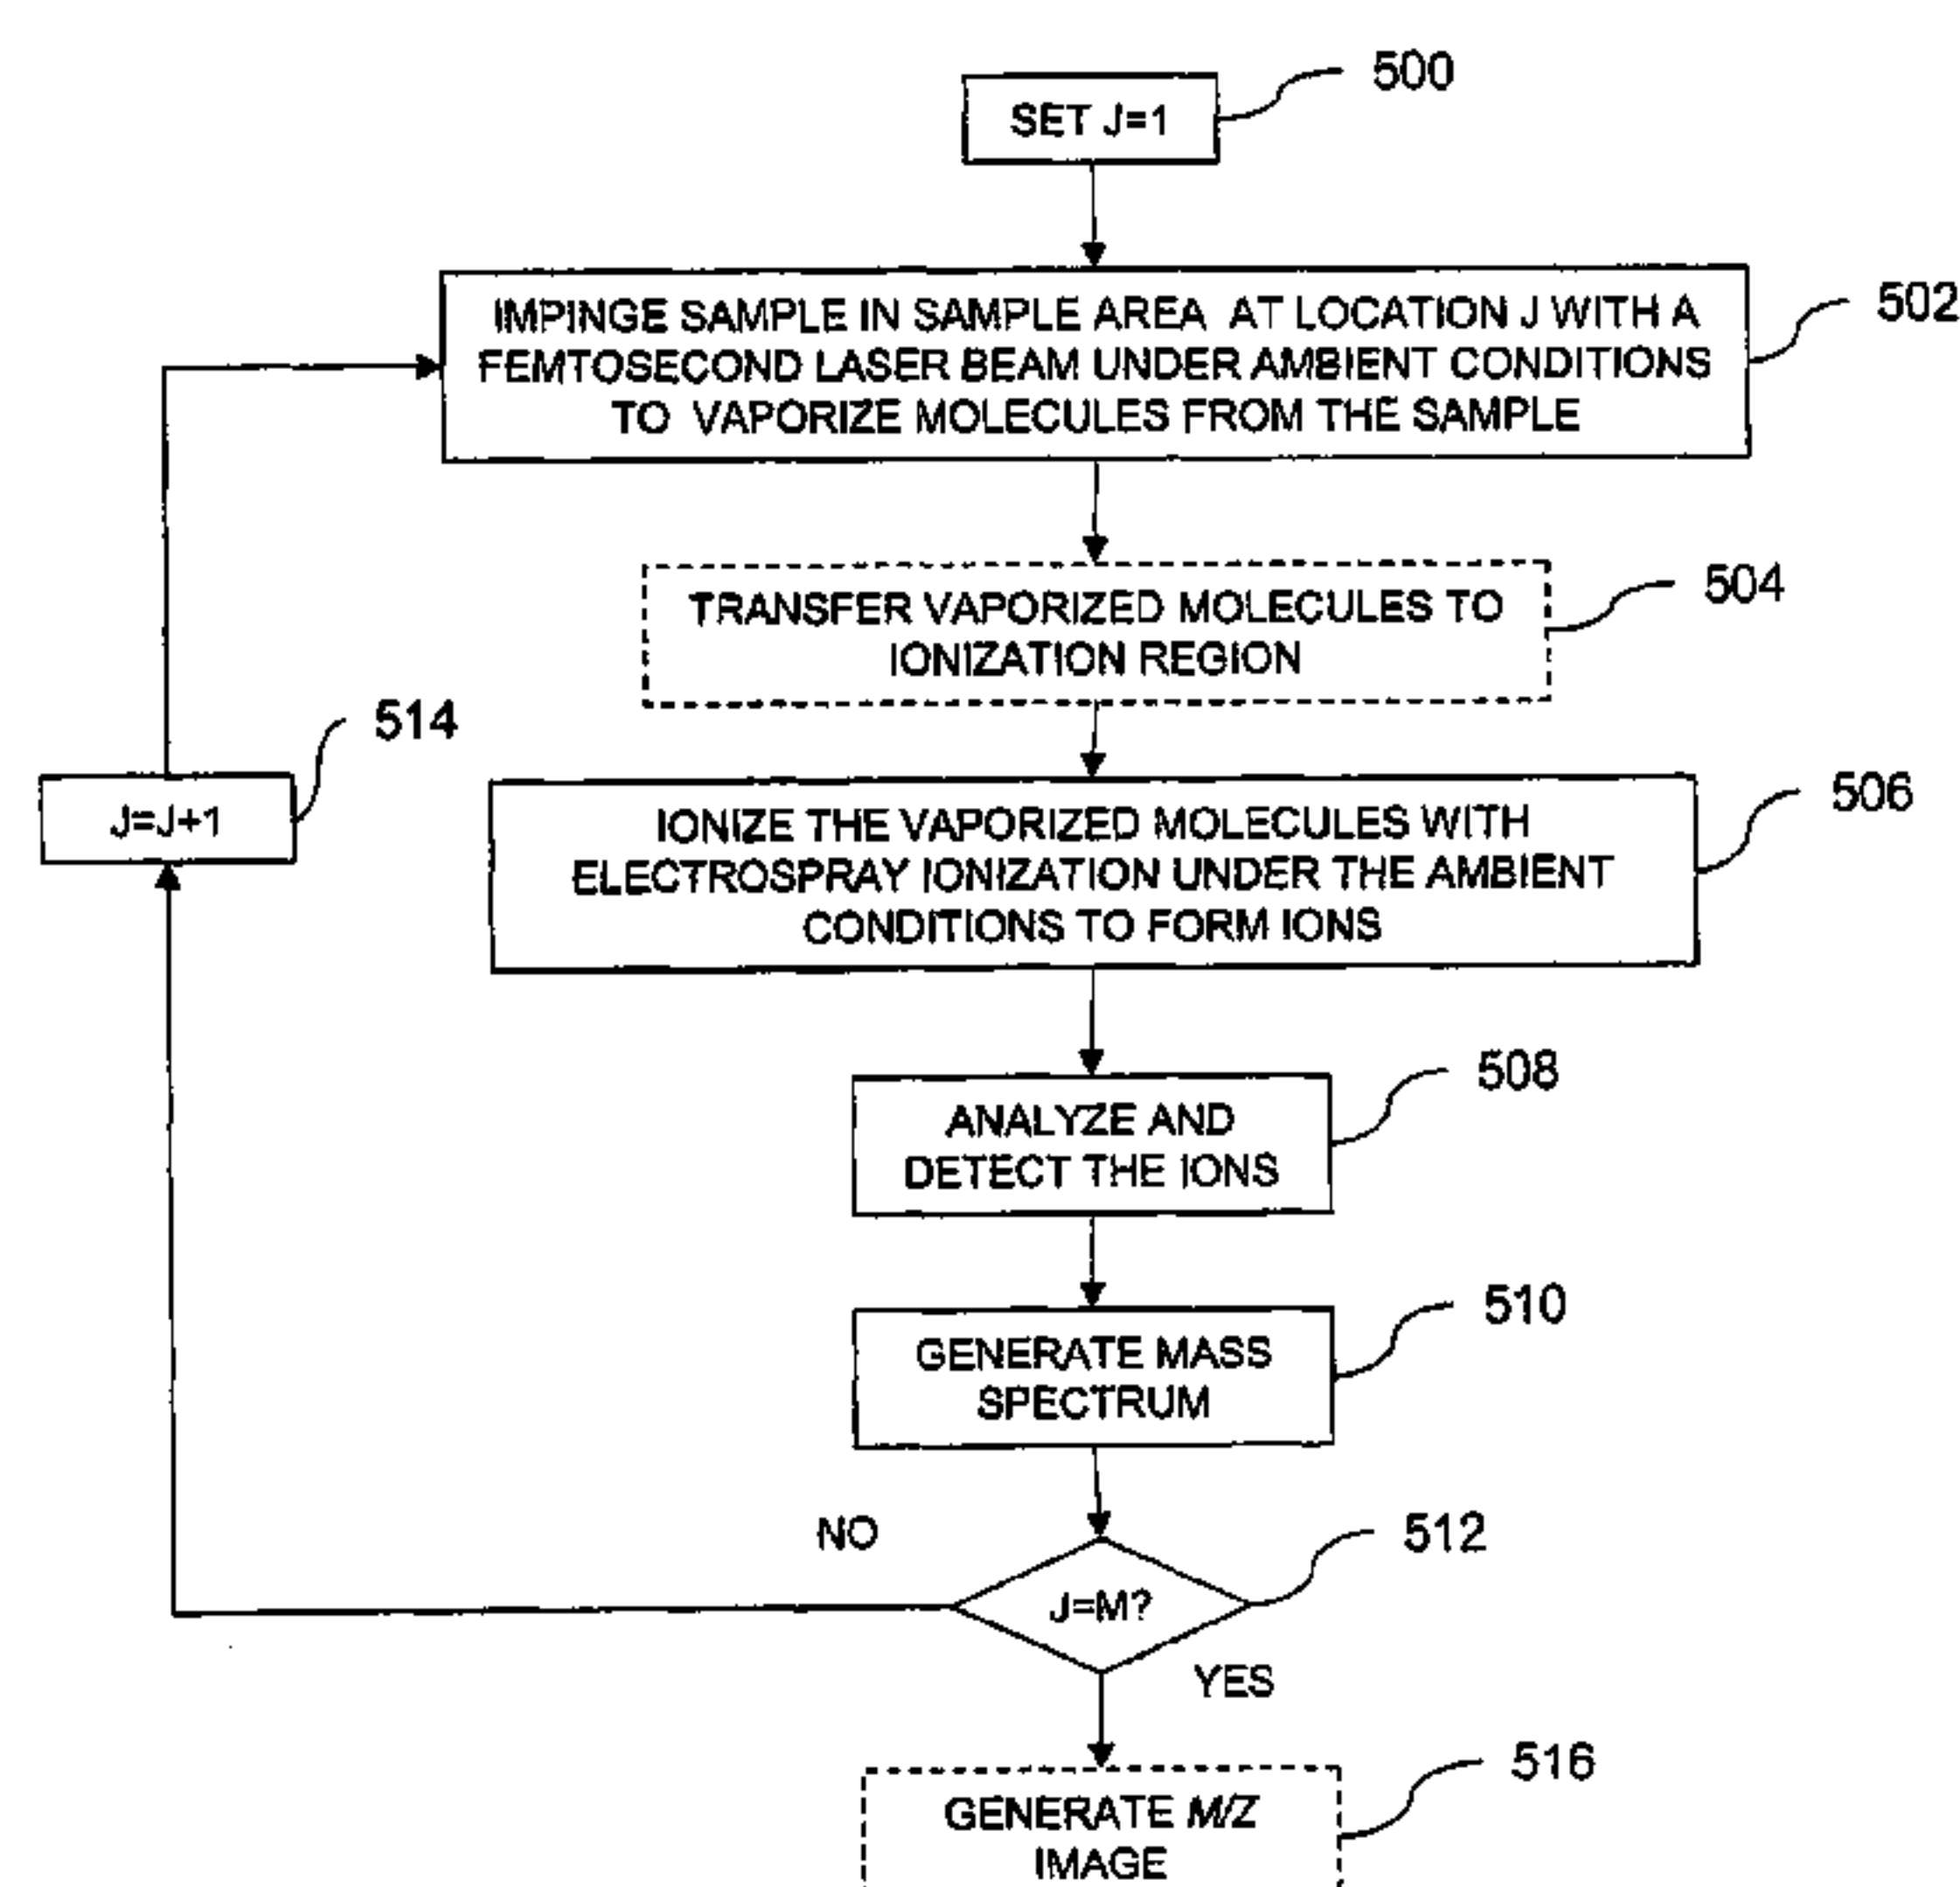 500
SET J=1
502
IMPINGE SAMPLE IN SAMPLE AREA AT LOCATION J WITH A
FEMTOSECOND LASER BEAM UNDER AMBIENT CONDITIONS
TO VAPORIZE MOLECULES FROM THE SAMPLE
504
TRANSFER VAPORIZED MOLECULES TO
IONIZATION REGION
514
J=J+1
506
IONIZE THE VAPORIZED MOLECULES WITH
ELECTROSPRAY IONIZATION UNDER THE AMBIENT
CONDITIONS TO FORM IONS
508
ANALYZE AND
DETECT THE IONS
510
GENERATE MASS
SPECTRUM
NO
512
J=M?
YES
516
GENERATE M/Z
IMAGE